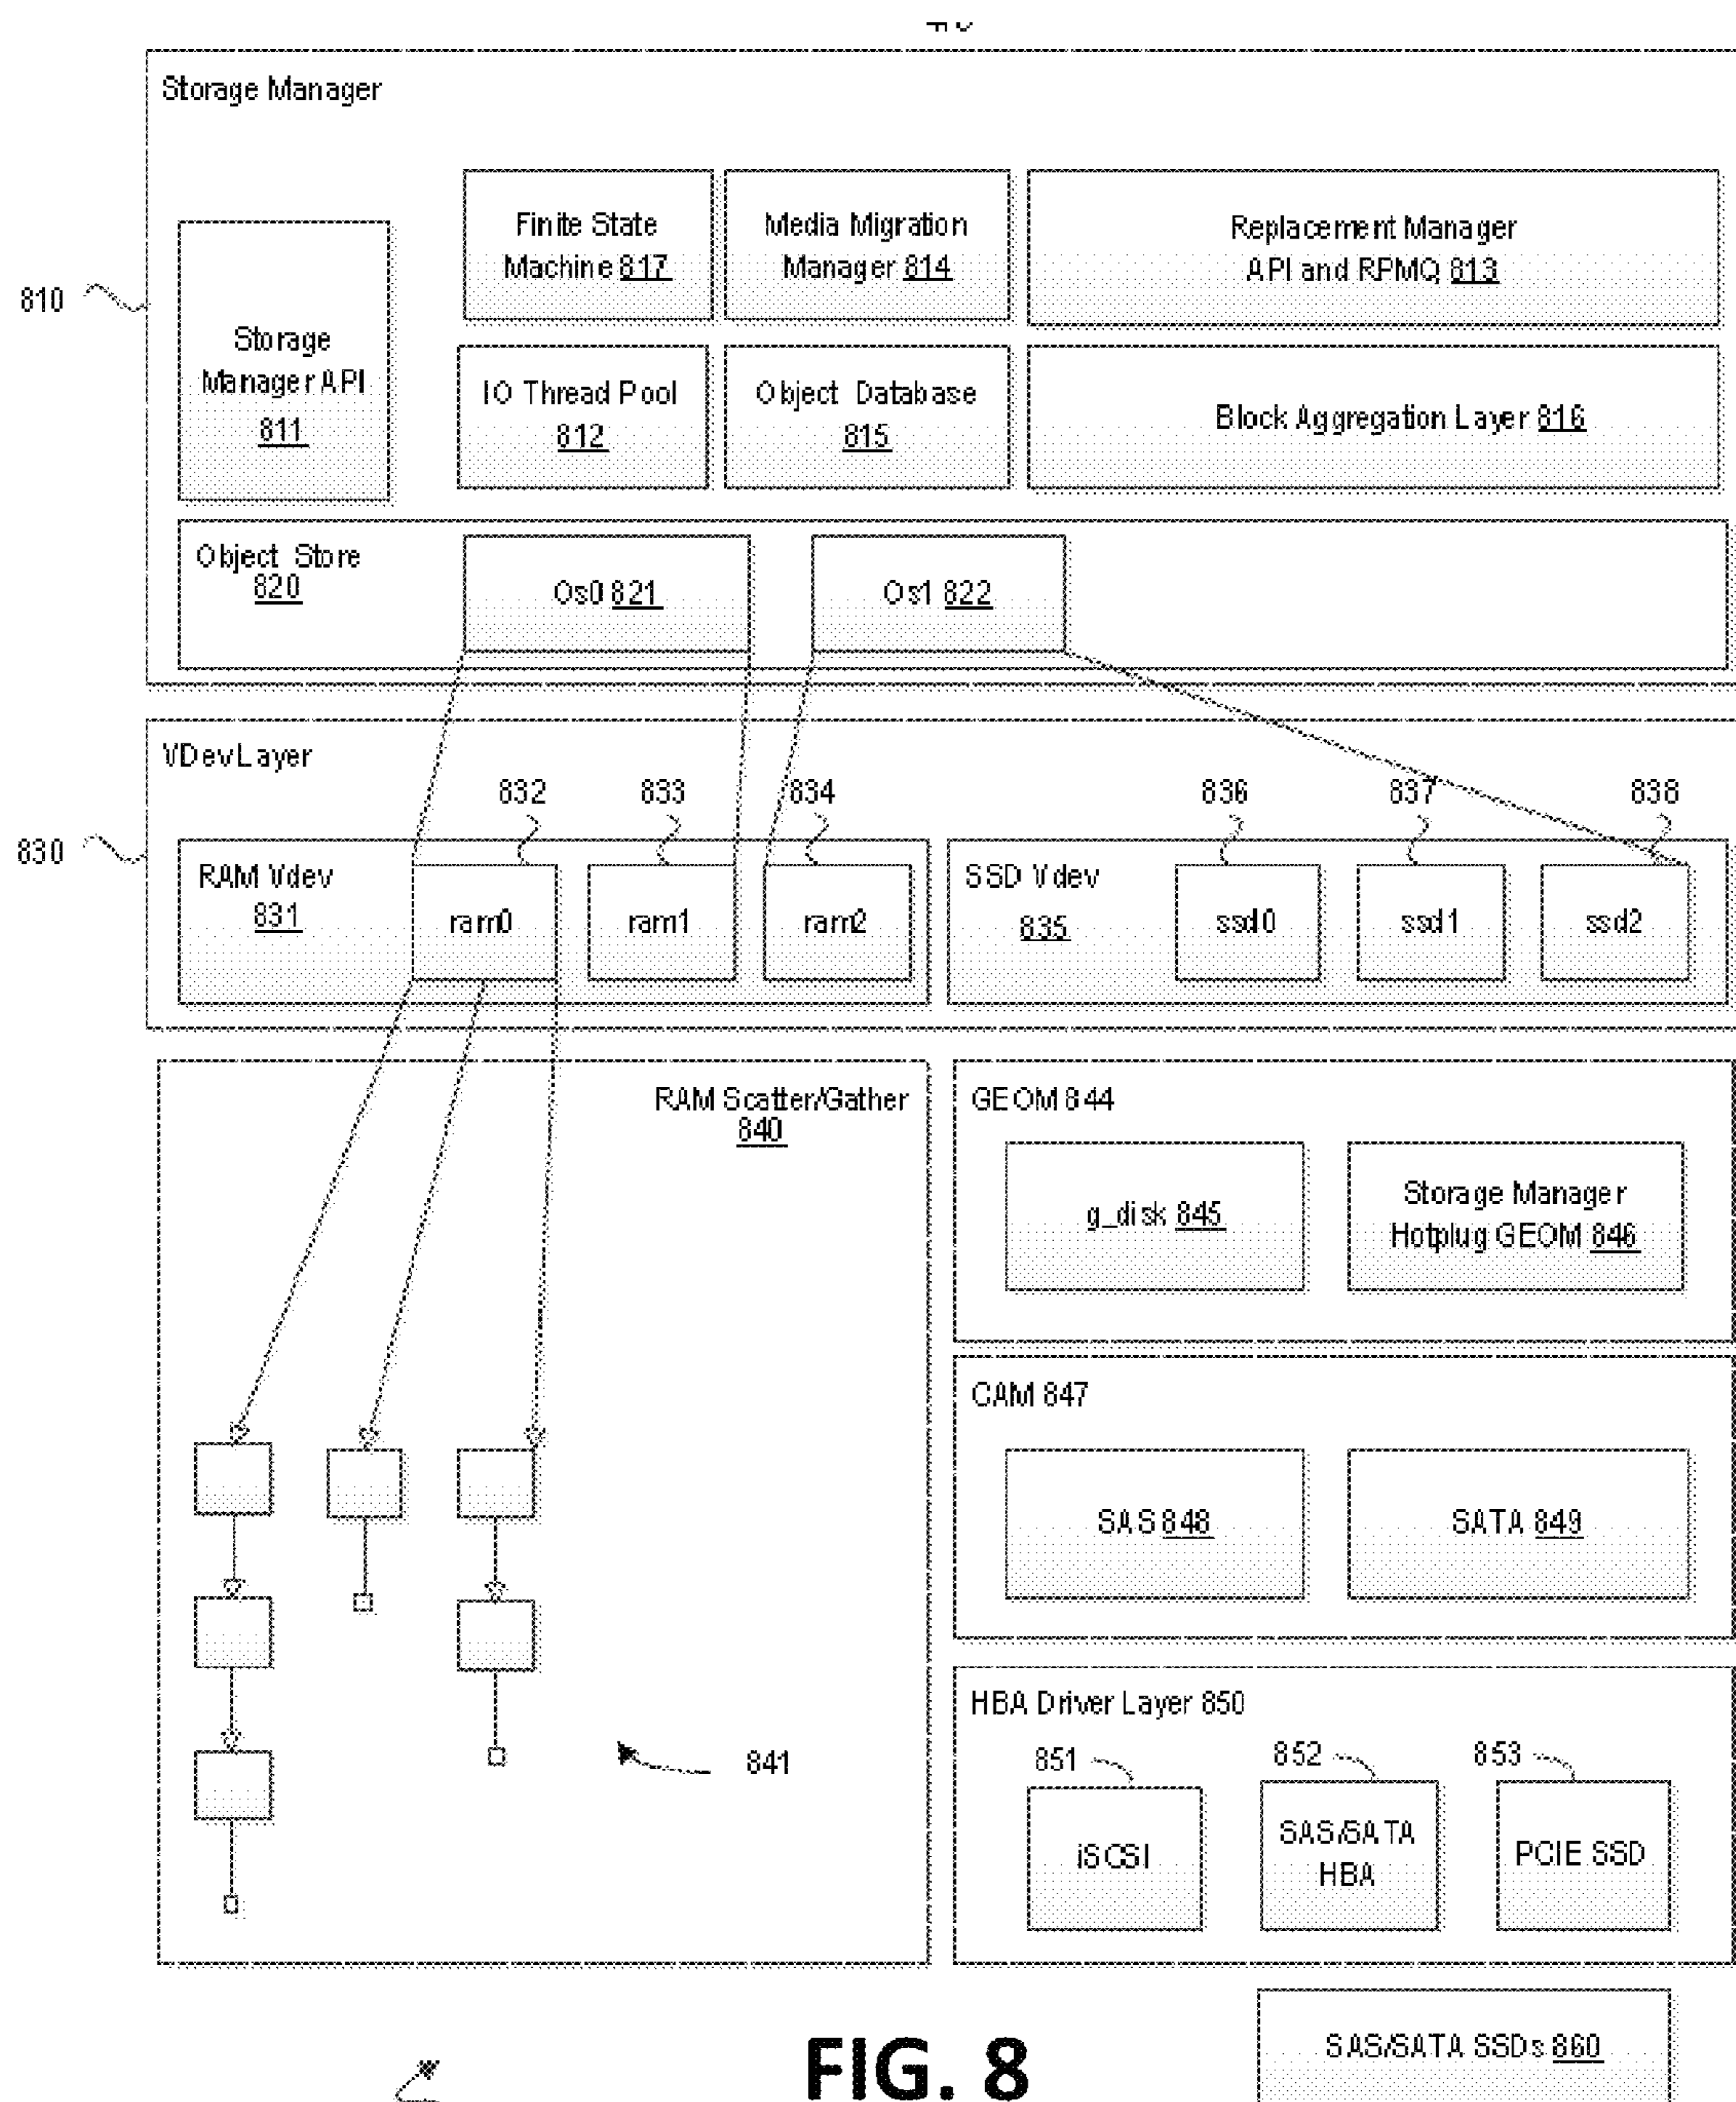 Storage Manager
Finite State
Machine 817
Media Migration
Manager 814
Replacement Manager
API and RPMQ 813
810
Storage
Manager API
811
IO Thread Pool
812
Object Database
815
Block Aggregation Layer 816
Object Store
820
Os0 821
Os1 822
VDev Layer
832
833
834
836
837
838
830
RAM Vdev
831
ram0
ram1
ram2
SSD Vdev
835
ssd0
ssd1
ssd2
RAM Scatter/Gather
840
GEOM 844
g_disk 845
Storage Manager
Hotplug GEOM 846
CAM 847
SAS 848
SATA 849
HBA Driver Layer 850
841
851
852
853
iSCSI
SAS/SATA
HBA
PCIE SSD
SAS/SATA SSDs 860
FIG. 8